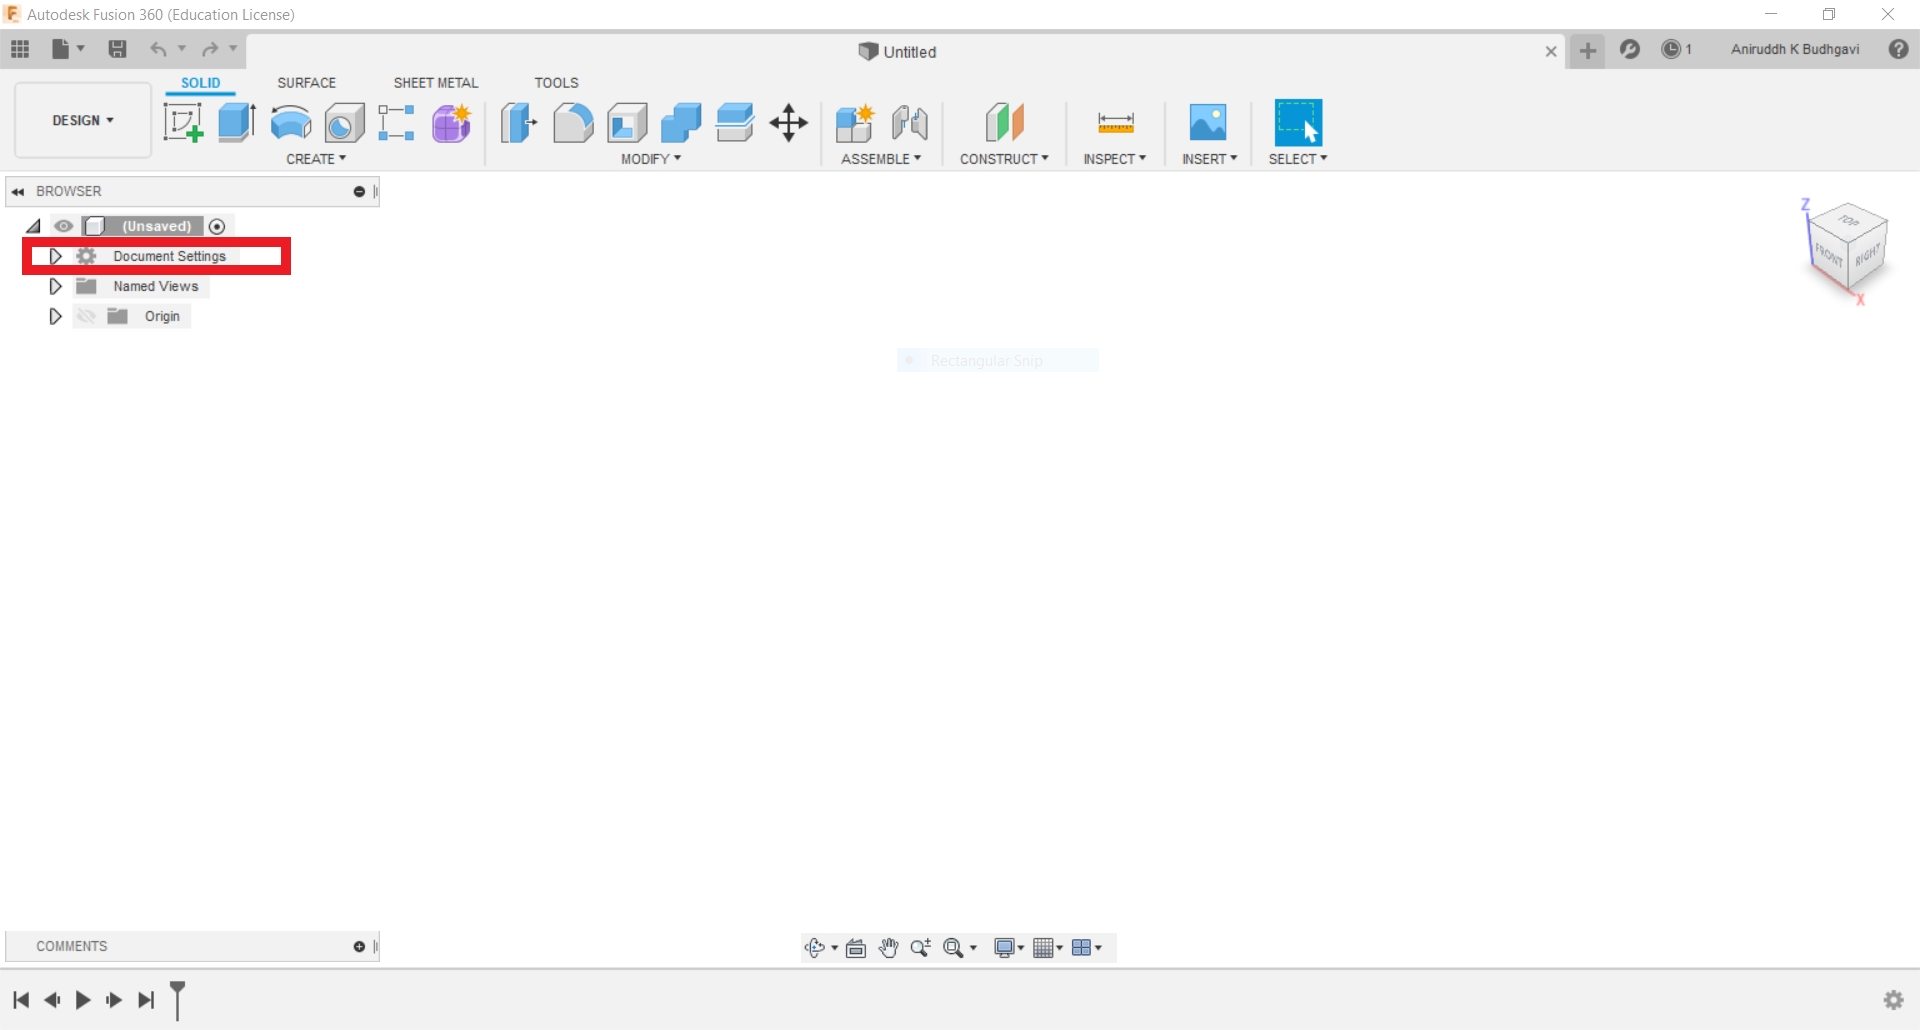 Autodesk Fusion 360 (Education License)
Untitled
1
Aniruddh K Budhgavi
SOLID
SURFACE
SHEET METAL
TOOLS
DESIGN
CREATE
MODIFY
ASSEMBLE
CONSTRUCT
INSPECT
INSERT
SELECT
BROWSER
(Unsaved)
Document Settings
Named Views
Origin
Z
TOP
FRONT
RIGHT
X
Rectangular Snip
COMMENTS